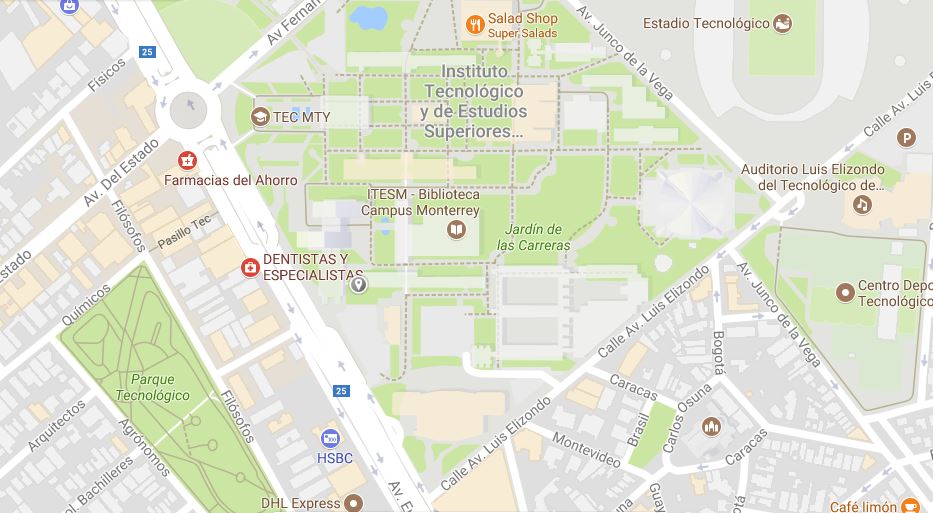 Salad Shop
Super Salads
Estadio Tecnológico
Av Fernan
Av. Junco de la Vega
25
Físicos
Instituto
Tecnológico
y de Estudios
Superiores...
TEC MTY
Calle Av. Luis
P
Av. Del Estado
Farmacias del Ahorro
Auditorio Luis Elizondo
del Tecnológico de...
ITESM - Biblioteca
Campus Monterrey
Filósofos
Pasillo Tec
Jardín de
las Carreras
Estado
DENTISTAS Y
ESPECIALISTAS
Químicos
Calle Av. Luis Elizondo
Av. Junco de la Vega
Centro Depo
Tecnológico
Bogotá
25
Parque
Tecnológico
Caracas
Filósofos
Arquitectos
Agrónomos
Brasil
Carlos Osuna
Calle Av. Luis Elizondo
Montevideo
Caracas
HSBC
ol. Bachilleres
Guay
otá
DHL Express
Av. E
Café limón